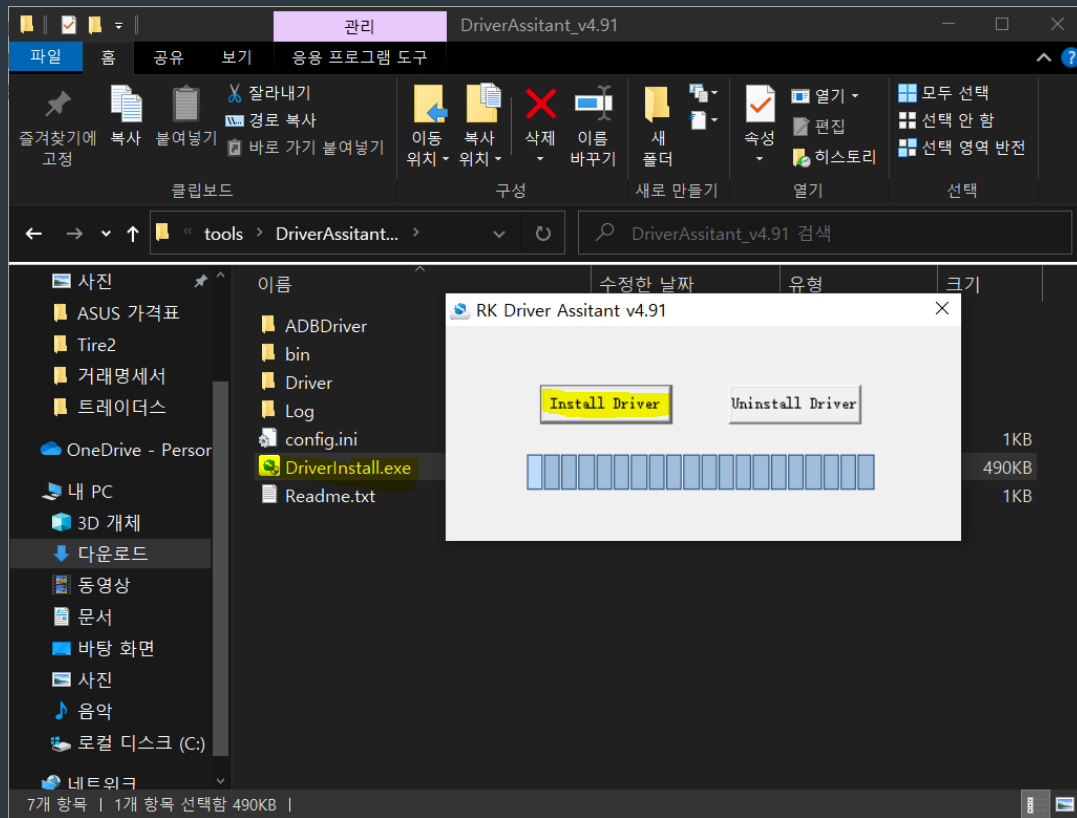 관리
DriverAssitant_v4.91
파일 홈 공유 보기 응용 프로그램 도구
즐겨찾기에 고정
복사
붙여넣기
잘라내기
경로 복사
바로 가기 붙여넣기
클립보드
이동 위치
복사 위치
삭제
이름 바꾸기
구성
새 폴더
새로 만들기
속성
열기
편집
히스토리
열기
모두 선택
선택 안 함
선택 영역 반전
선택
« tools > DriverAssitant... >
DriverAssitant_v4.91 검색
사진
ASUS 가격표
Tire2
거래명세서
트레이더스
OneDrive - Person
내 PC
3D 개체
다운로드
동영상
문서
바탕 화면
사진
음악
로컬 디스크 (C:)
네트워크
이름 수정한 날짜 유형 크기
ADBDriver
bin
Driver
Log
config.ini 1KB
DriverInstall.exe 490KB
Readme.txt 1KB
RK Driver Assitant v4.91
Install Driver Uninstall Driver
7개 항목 | 1개 항목 선택함 490KB |